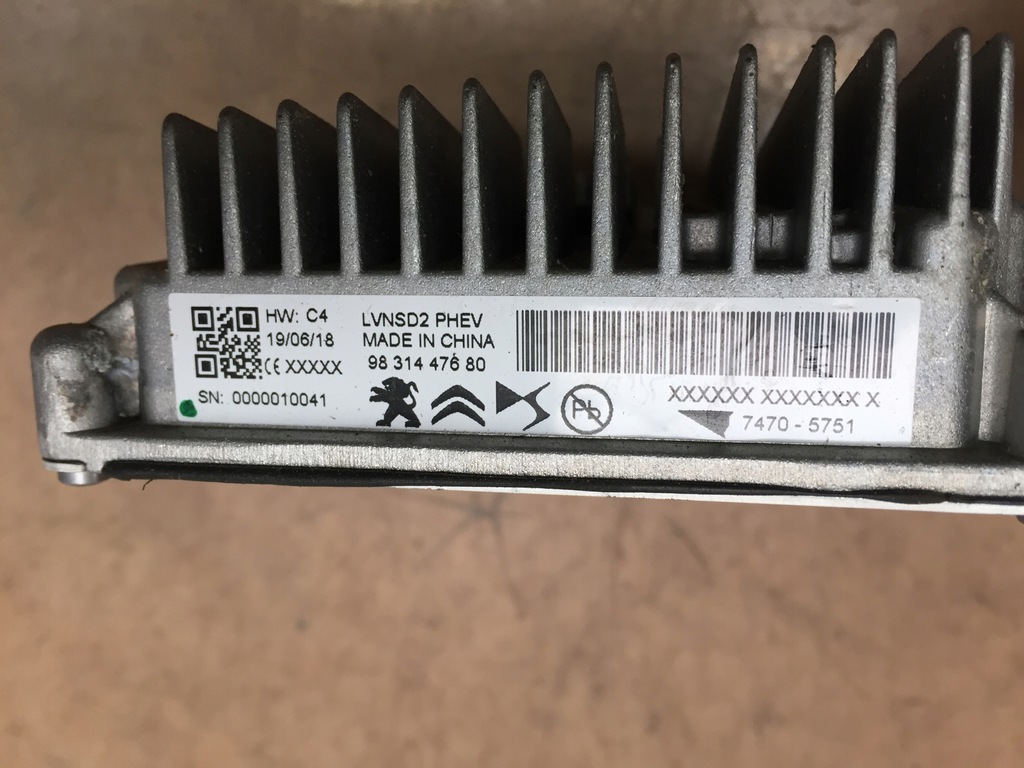 HW: C4
19/06/18
CE XXXXX
SN: 0000010041
LVNSD2 PHEV
MADE IN CHINA
98 314 476 80
Pb
XXXXXX XXXXXXX X
7470 - 5751